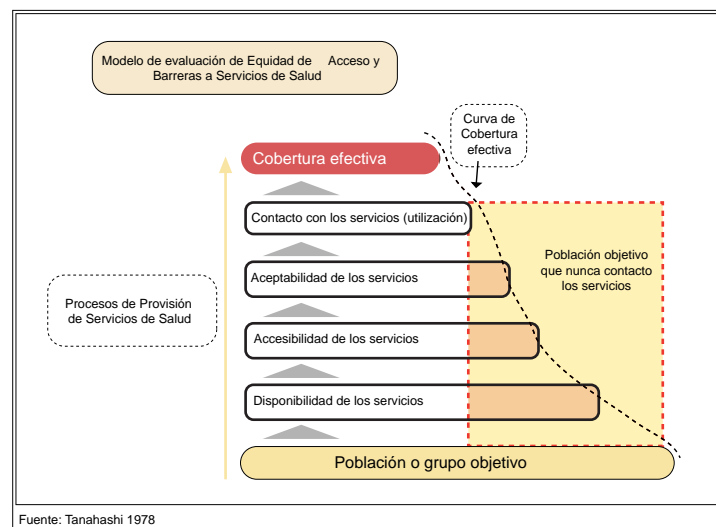 Modelo de evaluación de Equidad de Acceso y
Barreras a Servicios de Salud
Curva de
Cobertura
efectiva
Cobertura efectiva
Contacto con los servicios (utilización)
Población objetivo
que nunca contacto
los servicios
Aceptabilidad de los servicios
Procesos de Provisión
de Servicios de Salud
Accesibilidad de los servicios
Disponibilidad de los servicios
Población o grupo objetivo
Fuente: Tanahashi 1978